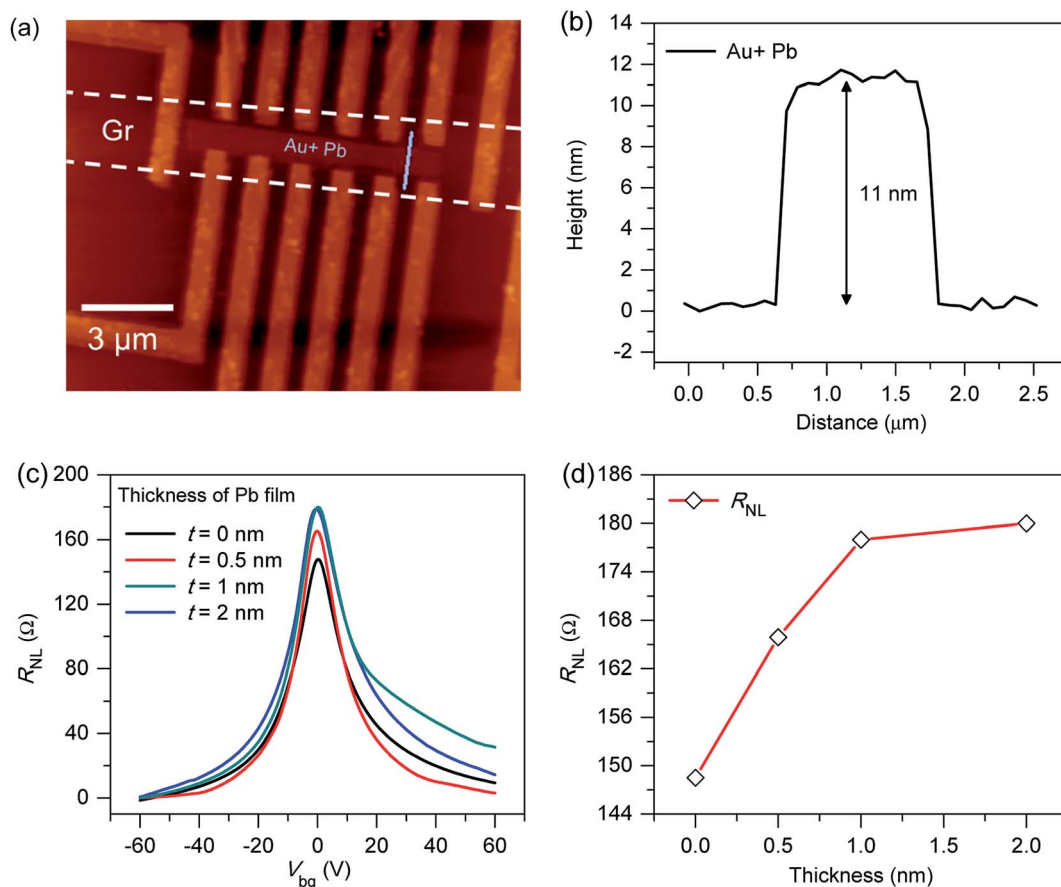 (a)
Gr
Au+ Pb
3 μm
(b)
14
12
10
8
6
4
2
0
-2
Height (nm)
Au+ Pb
11 nm
0.0 0.5 1.0 1.5 2.0 2.5
Distance (μm)
(c)
200
160
120
80
40
0
R_NL (Ω)
Thickness of Pb film
t = 0 nm
t = 0.5 nm
t = 1 nm
t = 2 nm
-60 -40 -20 0 20 40 60
V_bg (V)
(d)
186
180
174
168
162
156
150
144
R_NL (Ω)
R_NL
0.0 0.5 1.0 1.5 2.0
Thickness (nm)